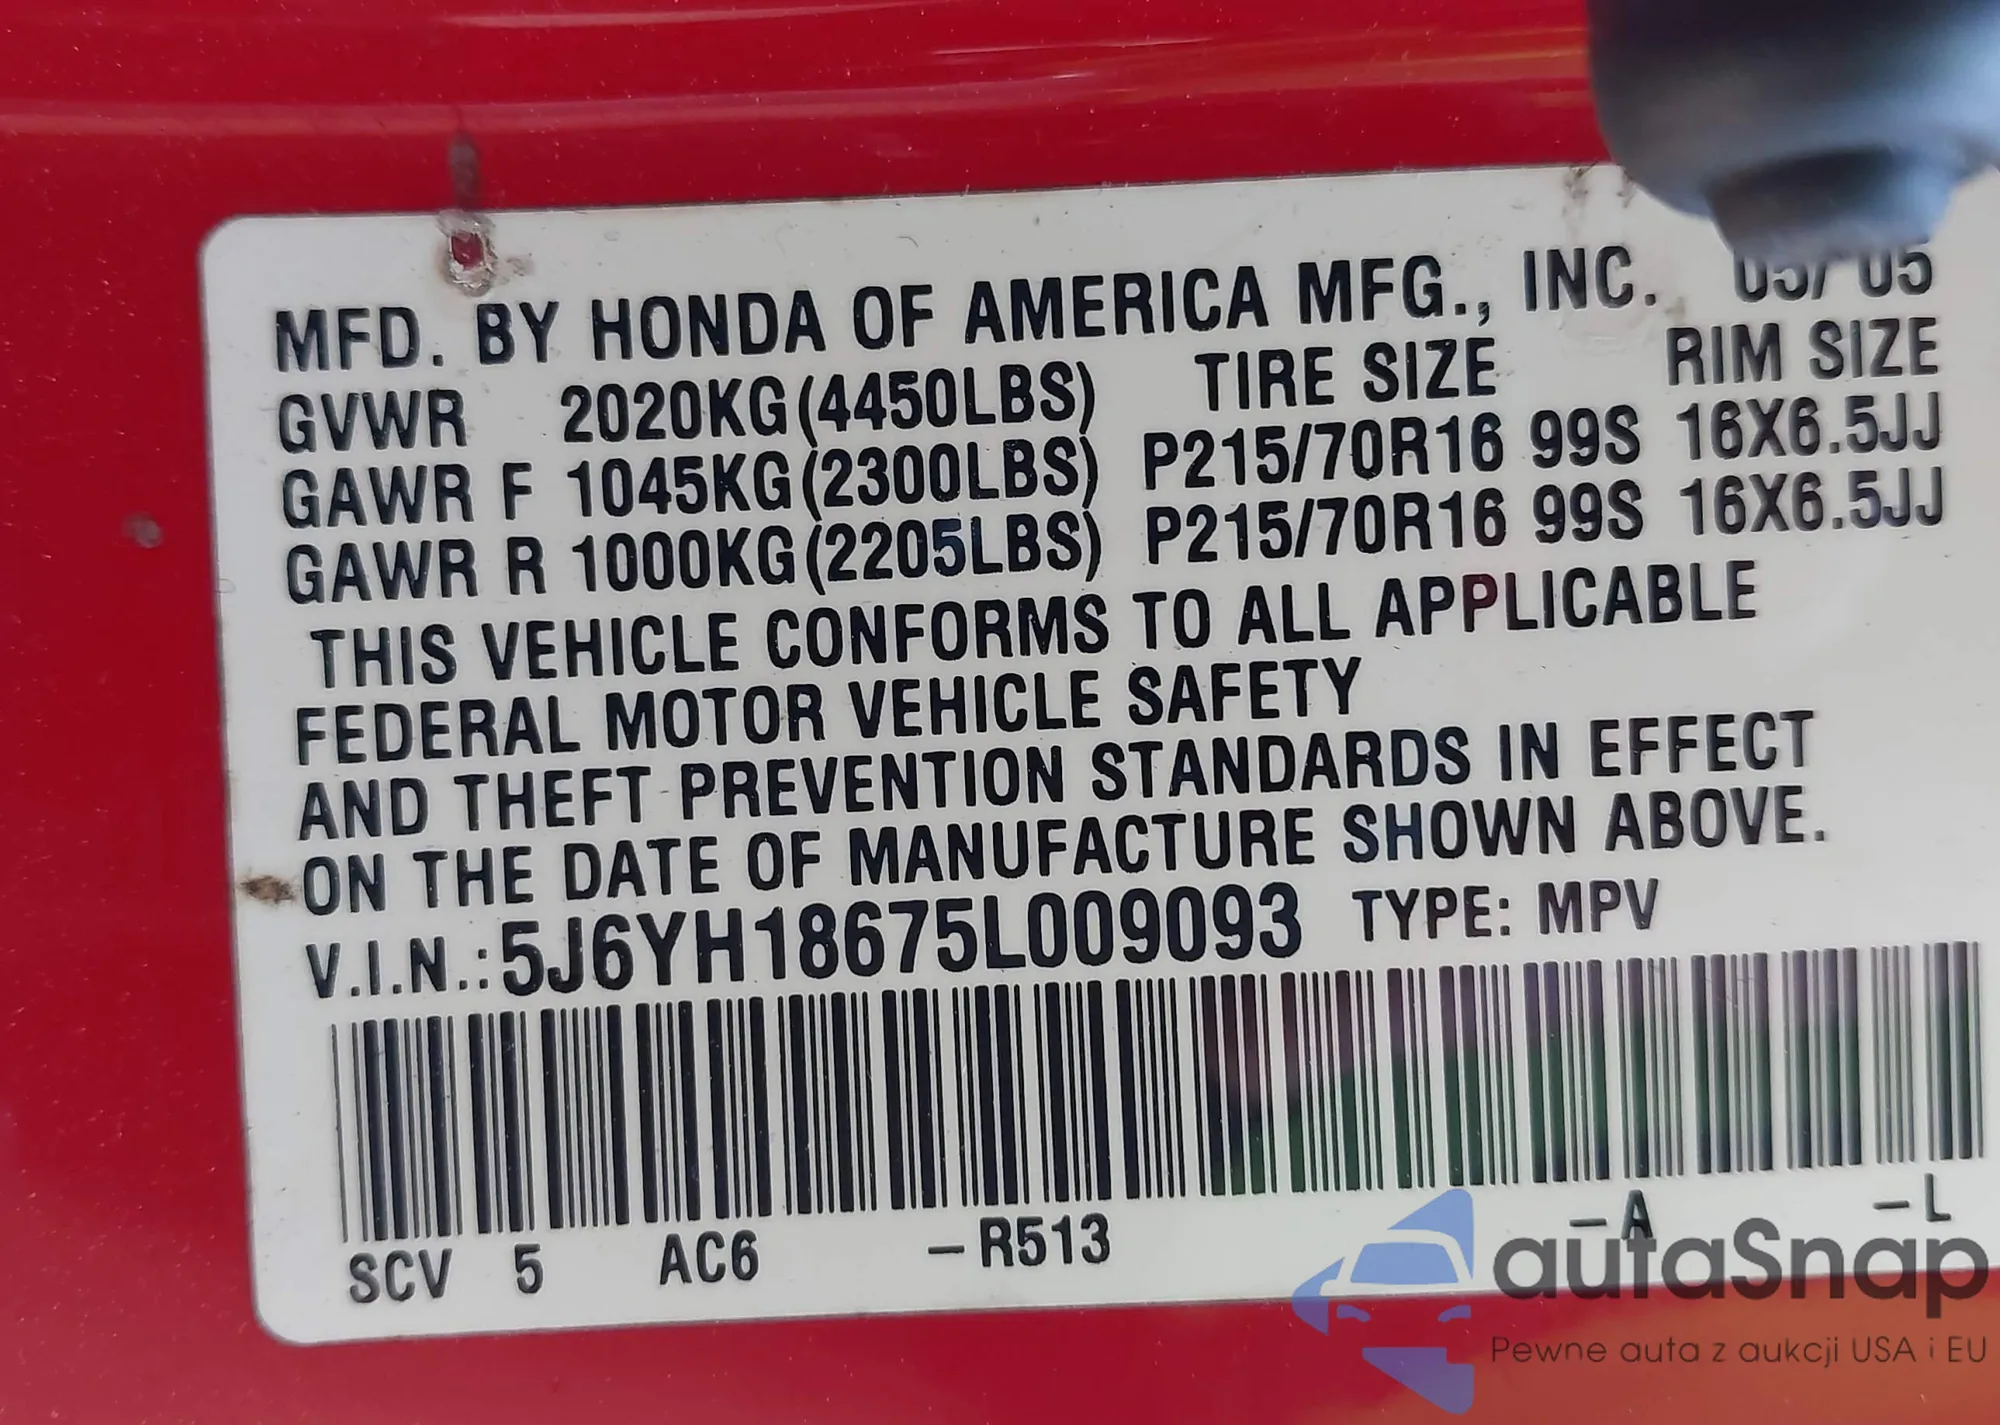 MFD. BY HONDA OF AMERICA MFG., INC. 05/05
GVWR 2020KG(4450LBS) TIRE SIZE RIM SIZE
GAWR F 1045KG(2300LBS) P215/70R16 99S 16X6.5JJ
GAWR R 1000KG(2205LBS) P215/70R16 99S 16X6.5JJ
THIS VEHICLE CONFORMS TO ALL APPLICABLE
FEDERAL MOTOR VEHICLE SAFETY
AND THEFT PREVENTION STANDARDS IN EFFECT
ON THE DATE OF MANUFACTURE SHOWN ABOVE.
V.I.N.:5J6YH18675L009093 TYPE: MPV
SCV 5 AC6 –R513 –A –L
autaSnap
Pewne auta z aukcji USA i EU